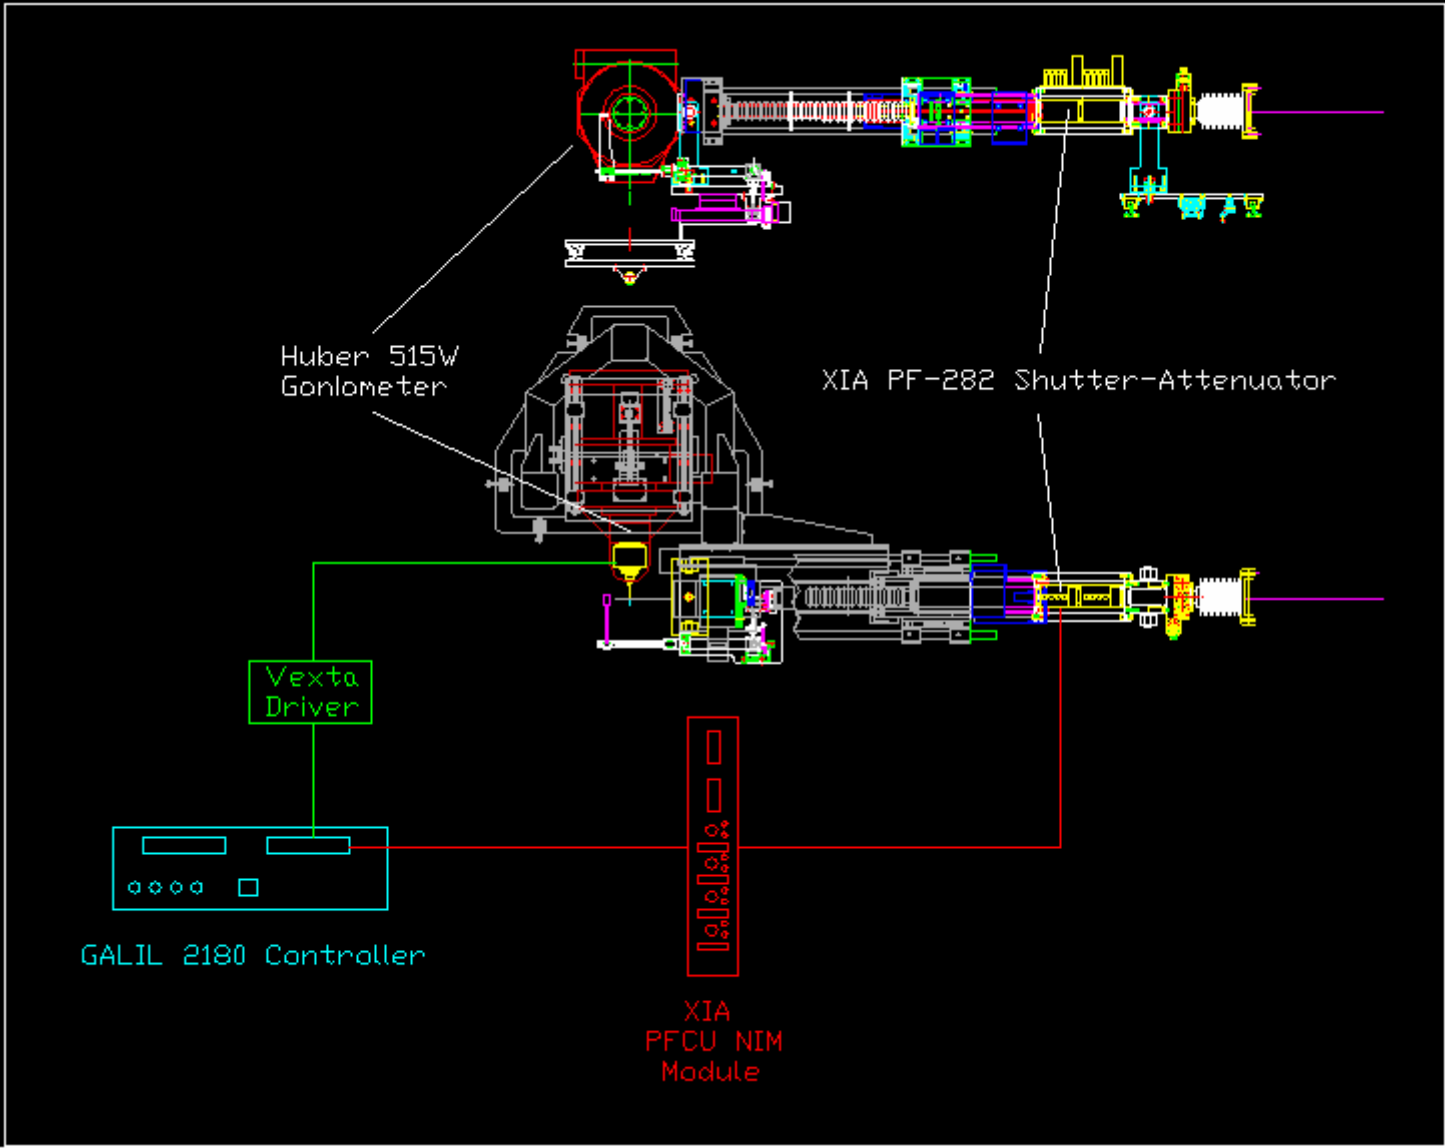 Huber 515W
Gonlometer
XIA PF-282 Shutter-Attenuator
Vexta
Driver
GALIL 2180 Controller
XIA
PFCU NIM
Module